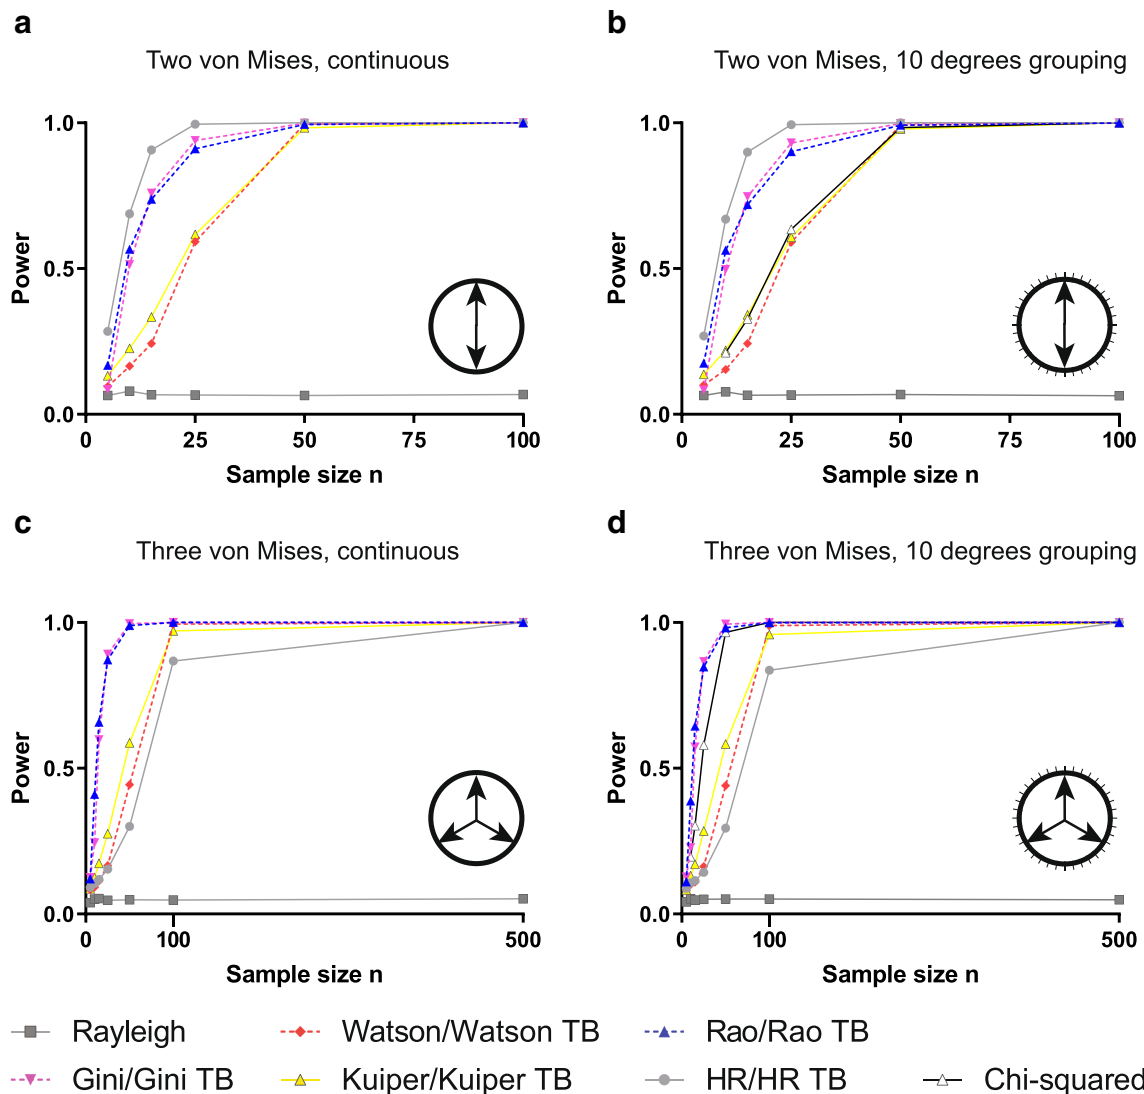 a
b
Two von Mises, continuous
Two von Mises, 10 degrees grouping
1.0
0.5
0.0
Power
0 25 50 75 100
Sample size n
1.0
0.5
0.0
Power
0 25 50 75 100
Sample size n
c
d
Three von Mises, continuous
Three von Mises, 10 degrees grouping
1.0
0.5
0.0
Power
0 100 500
Sample size n
1.0
0.5
0.0
Power
0 100 500
Sample size n
Rayleigh Watson/Watson TB Rao/Rao TB
Gini/Gini TB Kuiper/Kuiper TB HR/HR TB Chi-squared